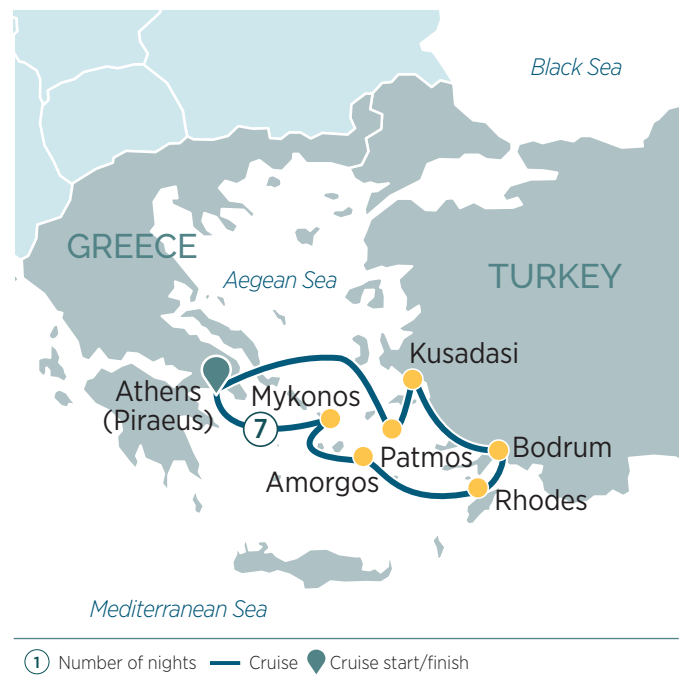 Black Sea
GREECE
Aegean Sea
TURKEY
Kusadasi
Athens
(Piraeus)
Mykonos
7
Patmos
Bodrum
Amorgos
Rhodes
Mediterranean Sea
1 Number of nights Cruise Cruise start/finish